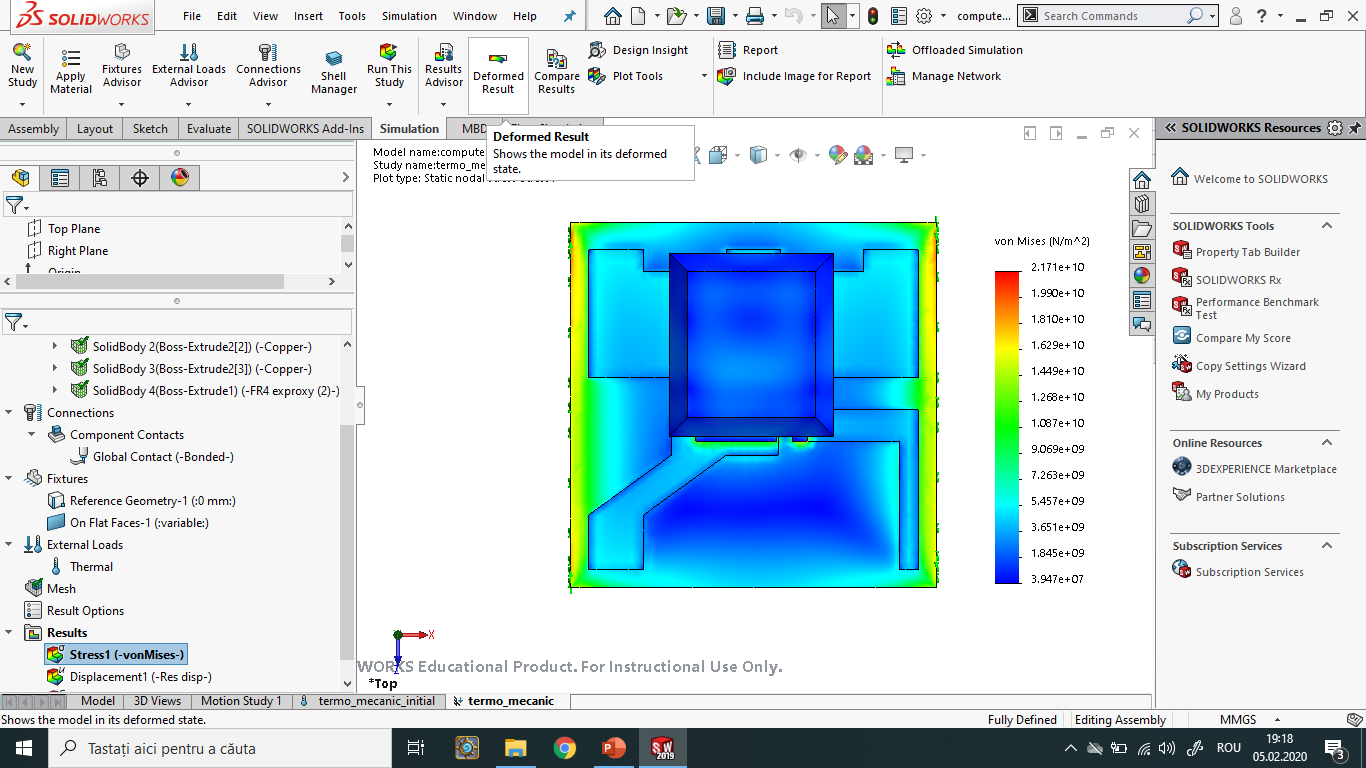 SOLIDWORKS
File Edit View Insert Tools Simulation Window Help
compute...
Search Commands
New Study
Apply Material
Fixtures Advisor
External Loads Advisor
Connections Advisor
Shell Manager
Run This Study
Results Advisor
Deformed Result
Compare Results
Design Insight
Plot Tools
Report
Include Image for Report
Offloaded Simulation
Manage Network
Assembly Layout Sketch Evaluate SOLIDWORKS Add-Ins Simulation MBD
Deformed Result
Shows the model in its deformed
state.
Model name:compute
Study name:termo_me
Plot type: Static nodal
Top Plane
Right Plane
Origin
SolidBody 2(Boss-Extrude2[2]) (-Copper-)
SolidBody 3(Boss-Extrude2[3]) (-Copper-)
SolidBody 4(Boss-Extrude1) (-FR4 exproxy (2)-)
Connections
Component Contacts
Global Contact (-Bonded-)
Fixtures
Reference Geometry-1 (:0 mm:)
On Flat Faces-1 (:variable:)
External Loads
Thermal
Mesh
Result Options
Results
Stress1 (-vonMises-)
Displacement1 (-Res disp-)
von Mises (N/m^2)
2.171e+10
1.990e+10
1.810e+10
1.629e+10
1.449e+10
1.268e+10
1.087e+10
9.069e+09
7.263e+09
5.457e+09
3.651e+09
1.845e+09
3.947e+07
X
Z
*Top
WORKS Educational Product. For Instructional Use Only.
SOLIDWORKS Resources
Welcome to SOLIDWORKS
SOLIDWORKS Tools
Property Tab Builder
SOLIDWORKS Rx
Performance Benchmark
Test
Compare My Score
Copy Settings Wizard
My Products
Online Resources
3DEXPERIENCE Marketplace
Partner Solutions
Subscription Services
Subscription Services
Model 3D Views Motion Study 1 termo_mecanic_initial termo_mecanic
Shows the model in its deformed state.
Fully Defined Editing Assembly MMGS
Tastați aici pentru a căuta
SW 2019
ROU
19:18
05.02.2020
3